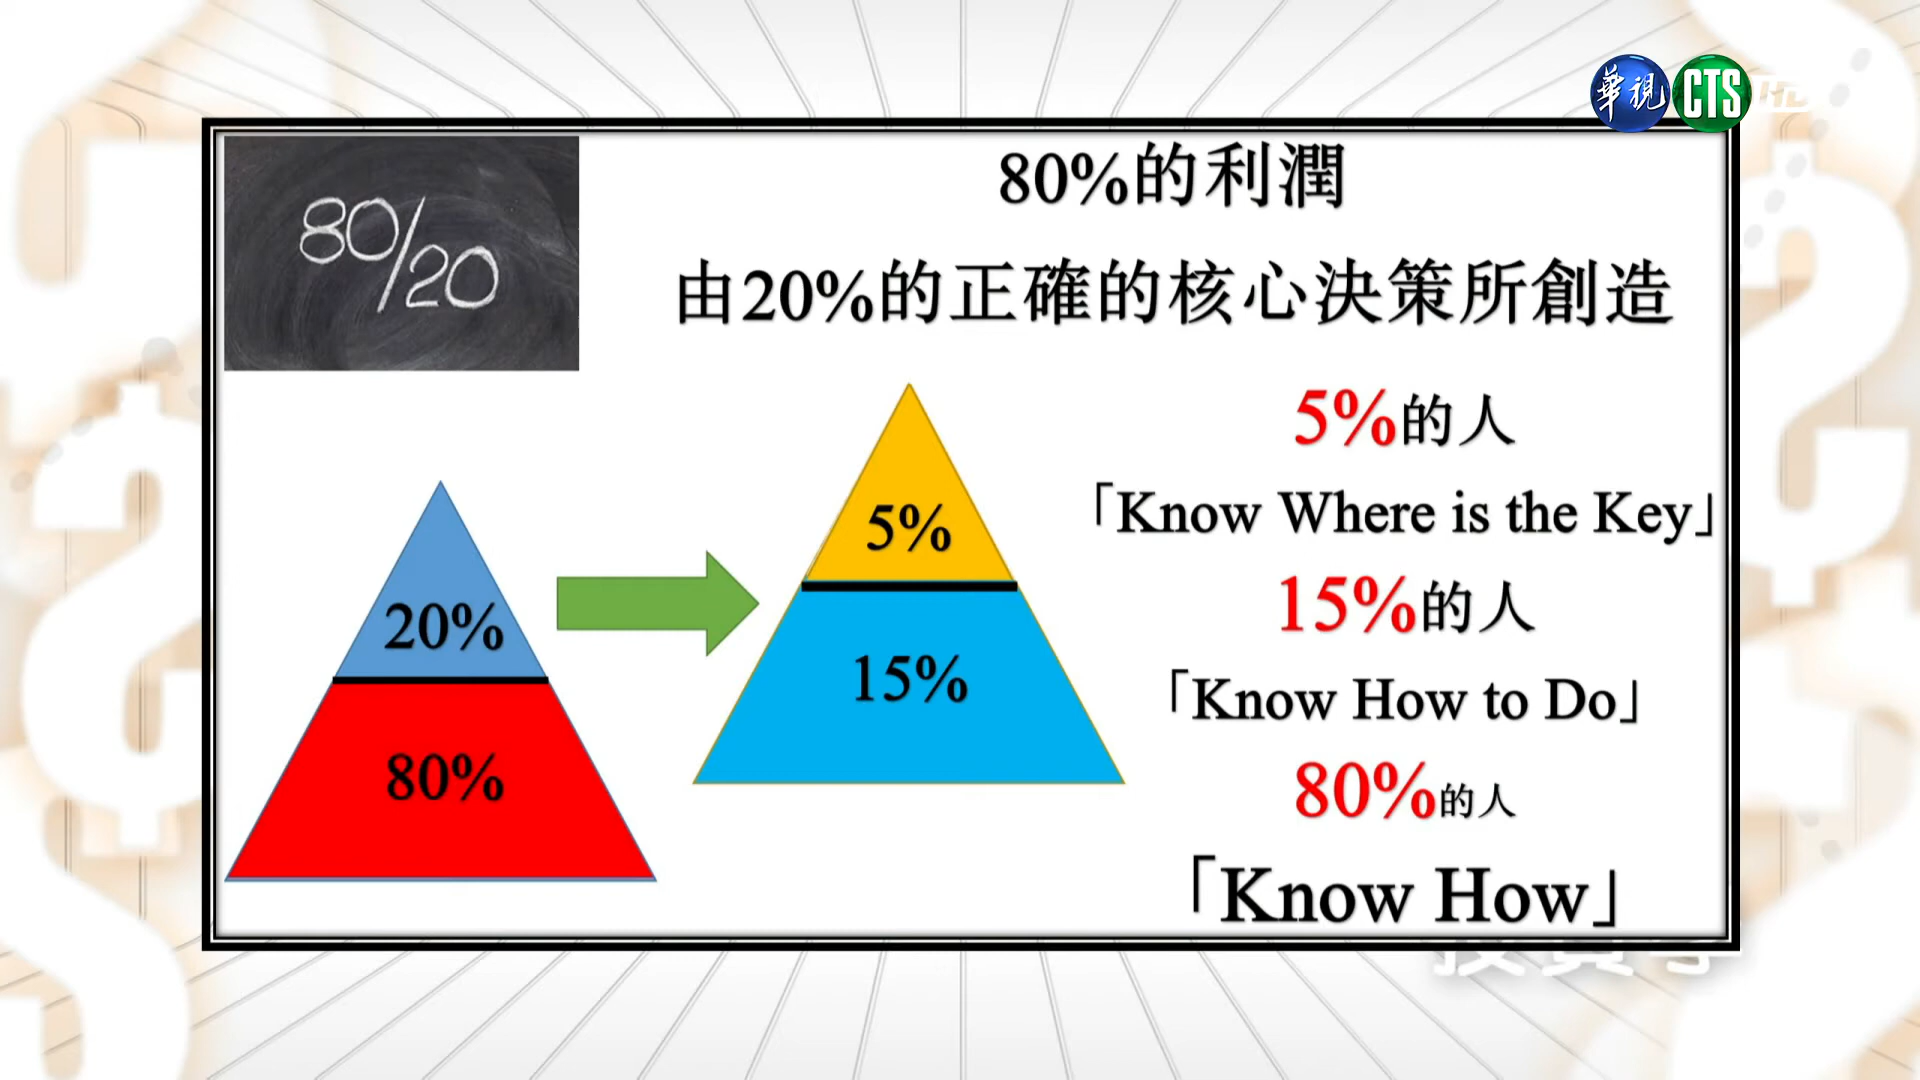 華視 CTS HD
80/20
80%的利潤
由20%的正確的核心決策所創造
5%的人
「Know Where is the Key」
15%的人
「Know How to Do」
80%的人
「Know How」
5%
15%
20%
80%